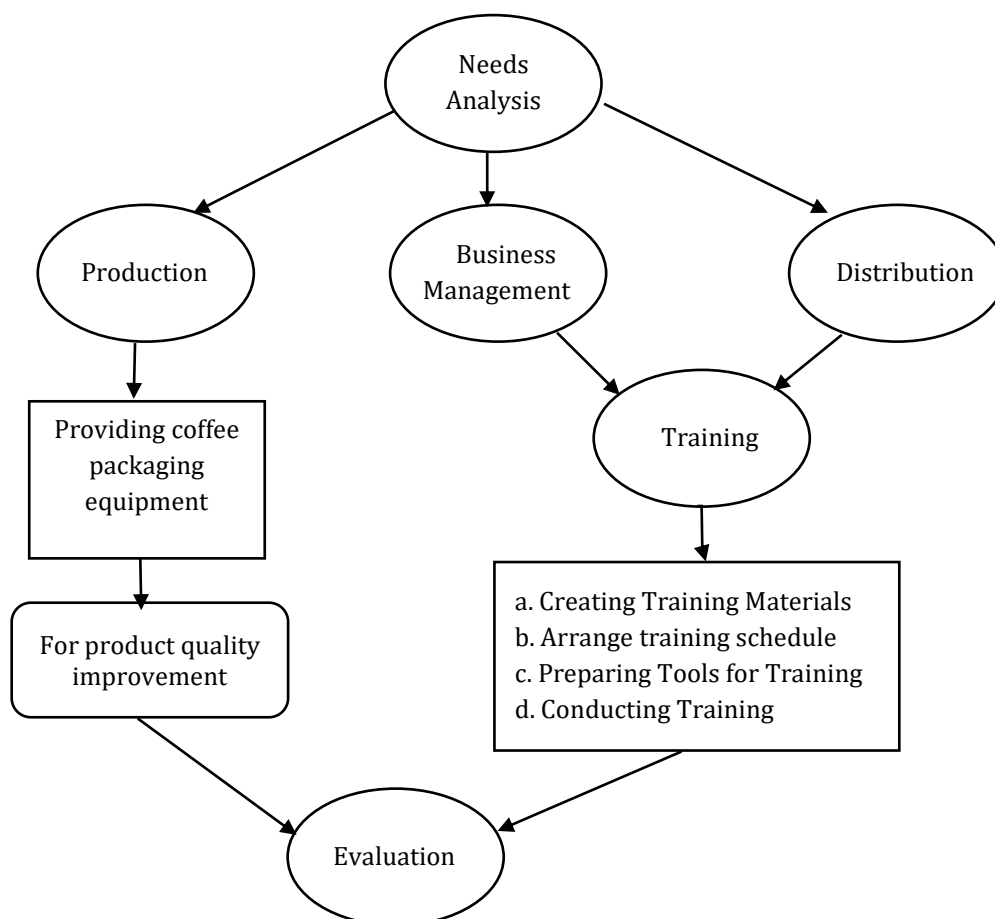 Needs
Analysis
Production
Business
Management
Distribution
Providing coffee
packaging
equipment
Training
For product quality
improvement
a. Creating Training Materials
b. Arrange training schedule
c. Preparing Tools for Training
d. Conducting Training
Evaluation